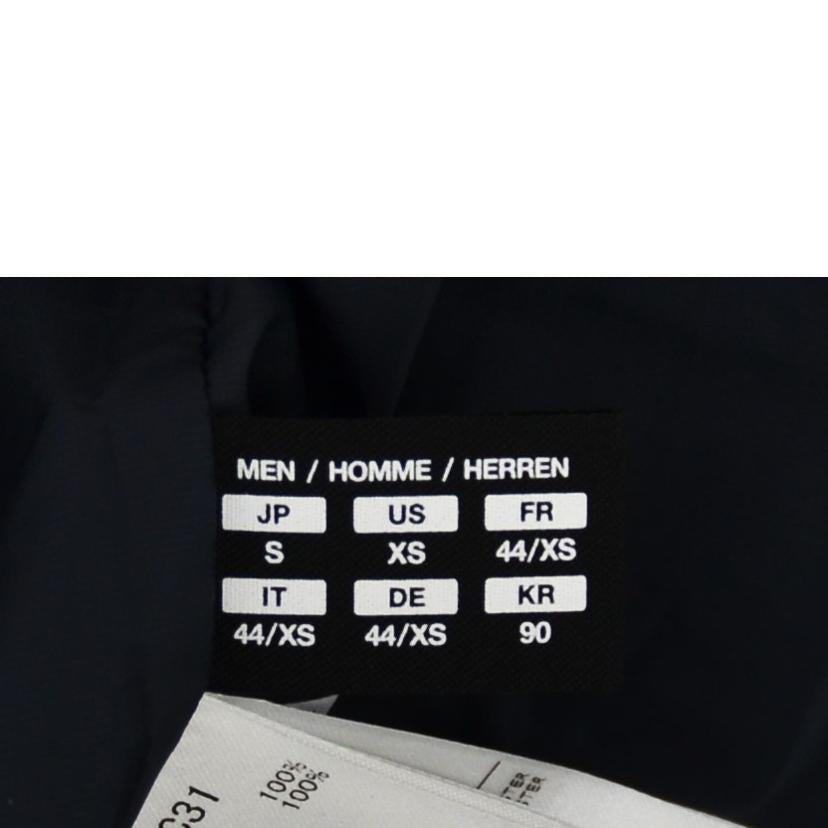 MEN / HOMME / HERREN
JP US FR
S XS 44/XS
IT DE KR
44/XS 44/XS 90
100%
100%